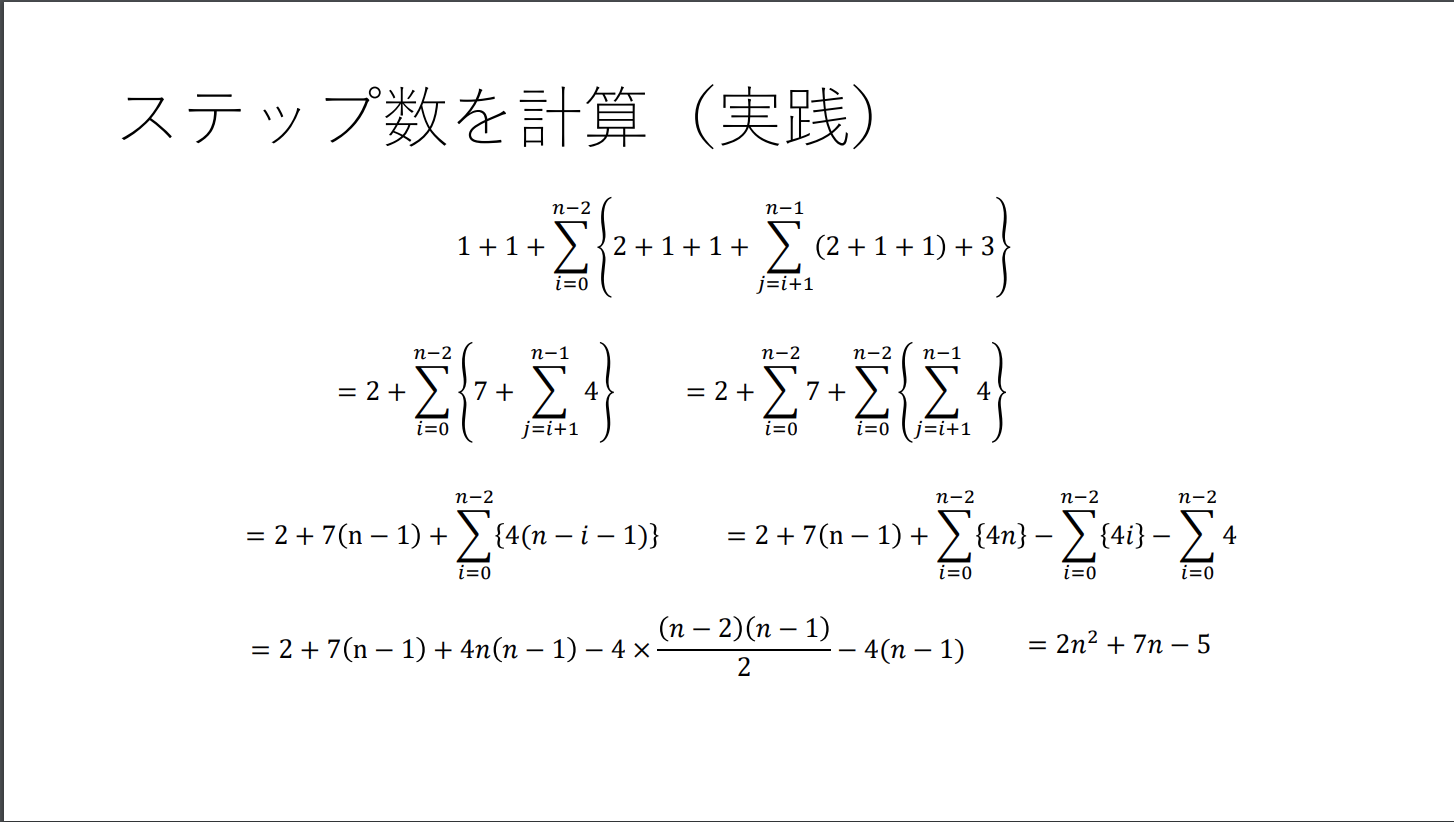 ステップ数を計算（実践）
1 + 1 + \sum_{i=0}^{n-2} \left\{ 2 + 1 + 1 + \sum_{j=i+1}^{n-1} (2 + 1 + 1) + 3 \right\}
= 2 + \sum_{i=0}^{n-2} \left\{ 7 + \sum_{j=i+1}^{n-1} 4 \right\} = 2 + \sum_{i=0}^{n-2} 7 + \sum_{i=0}^{n-2} \left\{ \sum_{j=i+1}^{n-1} 4 \right\}
= 2 + 7(n − 1) + \sum_{i=0}^{n-2} \{4(n − i − 1)\} = 2 + 7(n − 1) + \sum_{i=0}^{n-2} \{4n\} − \sum_{i=0}^{n-2} \{4i\} − \sum_{i=0}^{n-2} 4
= 2 + 7(n − 1) + 4n(n − 1) − 4 × \frac{(n − 2)(n − 1)}{2} − 4(n − 1) = 2n² + 7n − 5